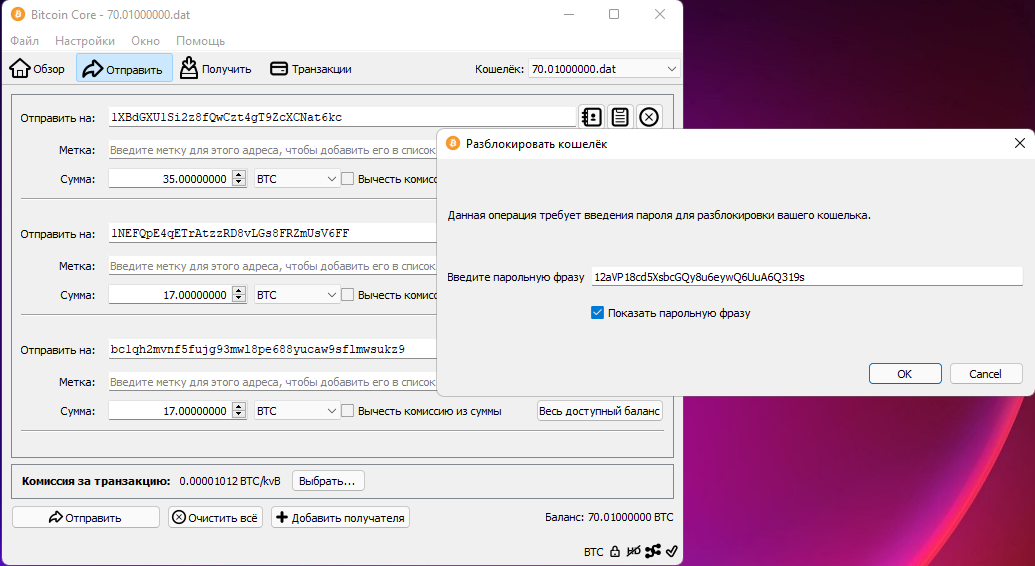 Bitcoin Core - 70.01000000.dat
Файл Настройки Окно Помощь
Обзор Отправить Получить Транзакции Кошелёк: 70.01000000.dat
Отправить на: 1XBdGXU1Si2z8fQwCzt4gT9ZcXCNat6kc
Метка: Введите метку для этого адреса, чтобы добавить его в список
Сумма: 35.00000000 BTC Вычесть комисс
Отправить на: 1NEFQpE4qETrAtzzRD8vLGs8FRZmUsV6FF
Метка: Введите метку для этого адреса, чтобы добавить его в список
Сумма: 17.00000000 BTC Вычесть комисс
Отправить на: bc1qh2mvnf5fujg93mwl8pe688yucaw9sflmwsukz9
Метка: Введите метку для этого адреса, чтобы добавить его в список
Сумма: 17.00000000 BTC Вычесть комиссию из суммы Весь доступный баланс
Комиссия за транзакцию: 0.00001012 BTC/kvB Выбрать...
Отправить Очистить всё Добавить получателя Баланс: 70.01000000 BTC
BTC HD
Разблокировать кошелёк
Данная операция требует введения пароля для разблокировки вашего кошелька.
Введите парольную фразу 12aVP18cd5XsbcGQy8u6eywQ6UuA6Q319s
Показать парольную фразу
OK Cancel